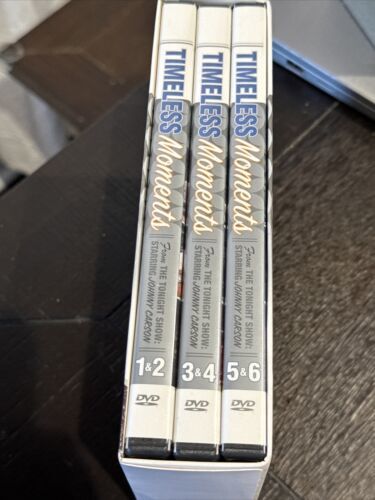 TIMELESS
Moments
From THE TONIGHT SHOW:
STARRING JOHNNY CARSON
1&2
DVD
TIMELESS
Moments
From THE TONIGHT SHOW:
STARRING JOHNNY CARSON
3&4
DVD
TIMELESS
Moments
From THE TONIGHT SHOW:
STARRING JOHNNY CARSON
5&6
DVD